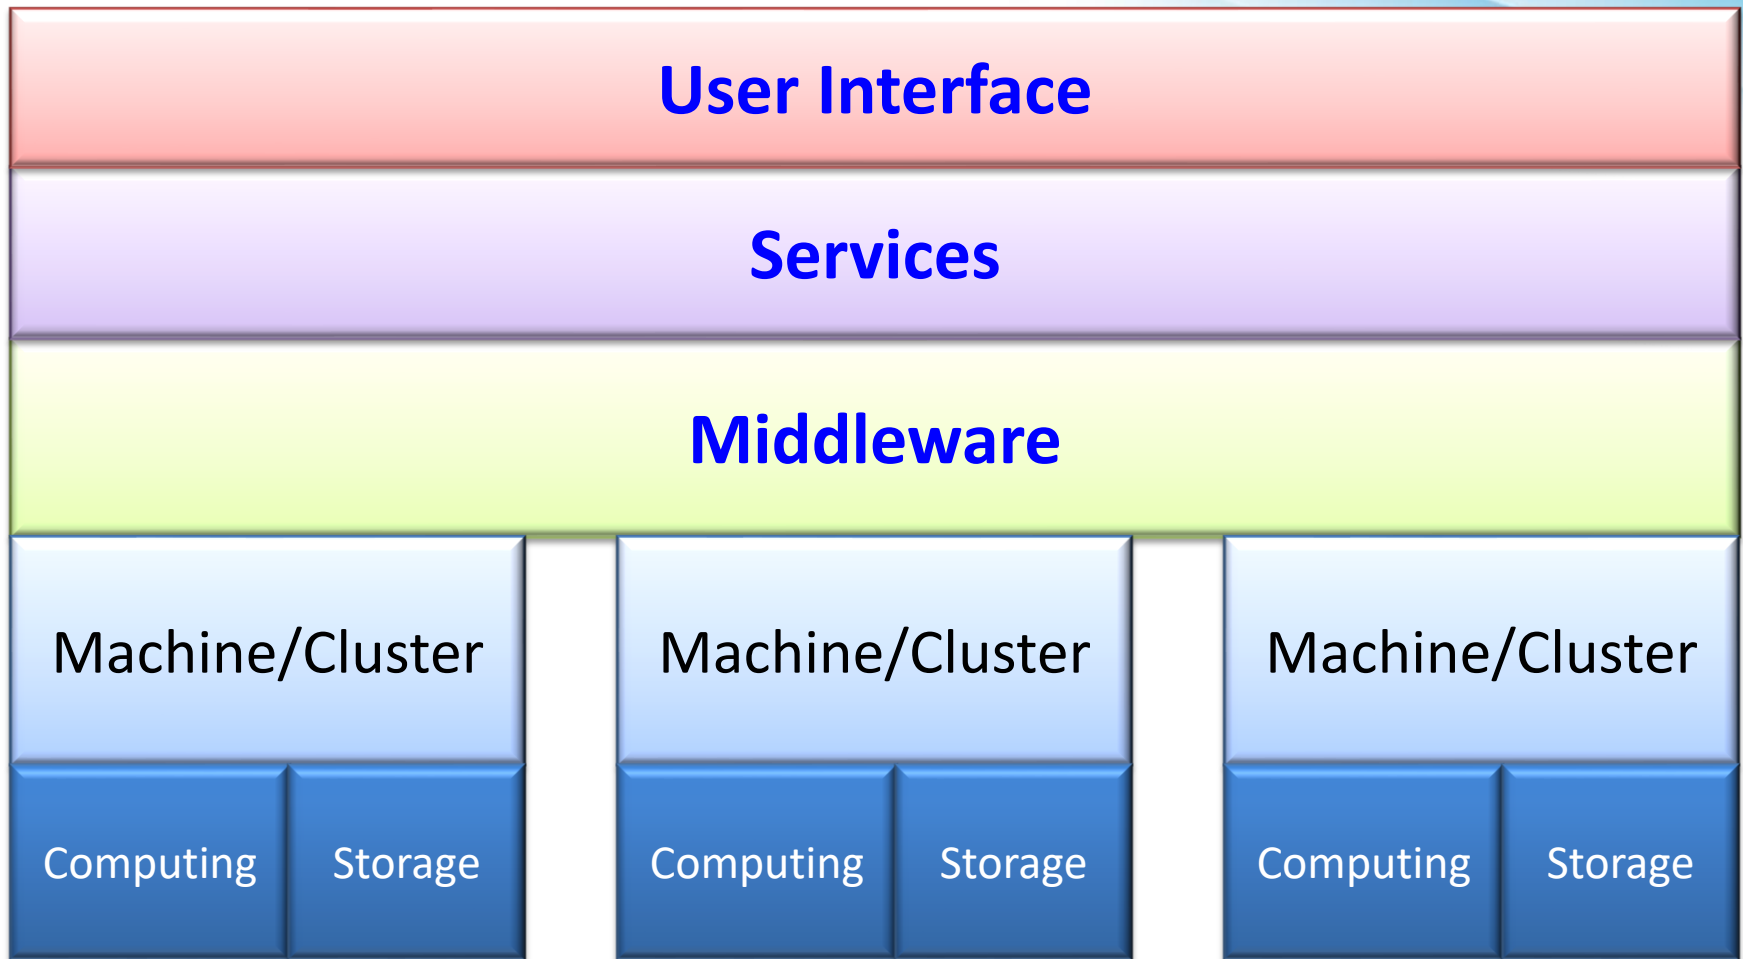 User Interface
Services
Middleware
Machine/Cluster
Machine/Cluster
Machine/Cluster
Computing
Storage
Computing
Storage
Computing
Storage